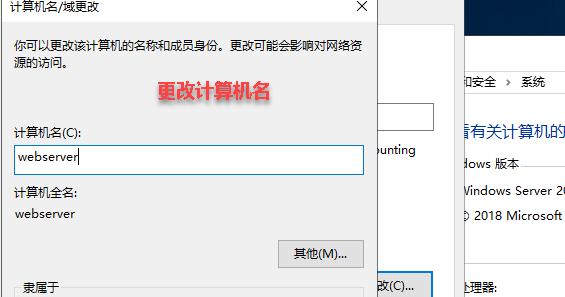 计算机名/域更改
你可以更改该计算机的名称和成员身份。更改可能会影响对网络资
源的访问。
更改计算机名
计算机名(C):
webserver
计算机全名:
webserver
其他(M)...
隶属于
ounting
改(C)...
和安全 › 系统
看有关计算机的
dows 版本
Windows Server 20
© 2018 Microsoft
处理器: